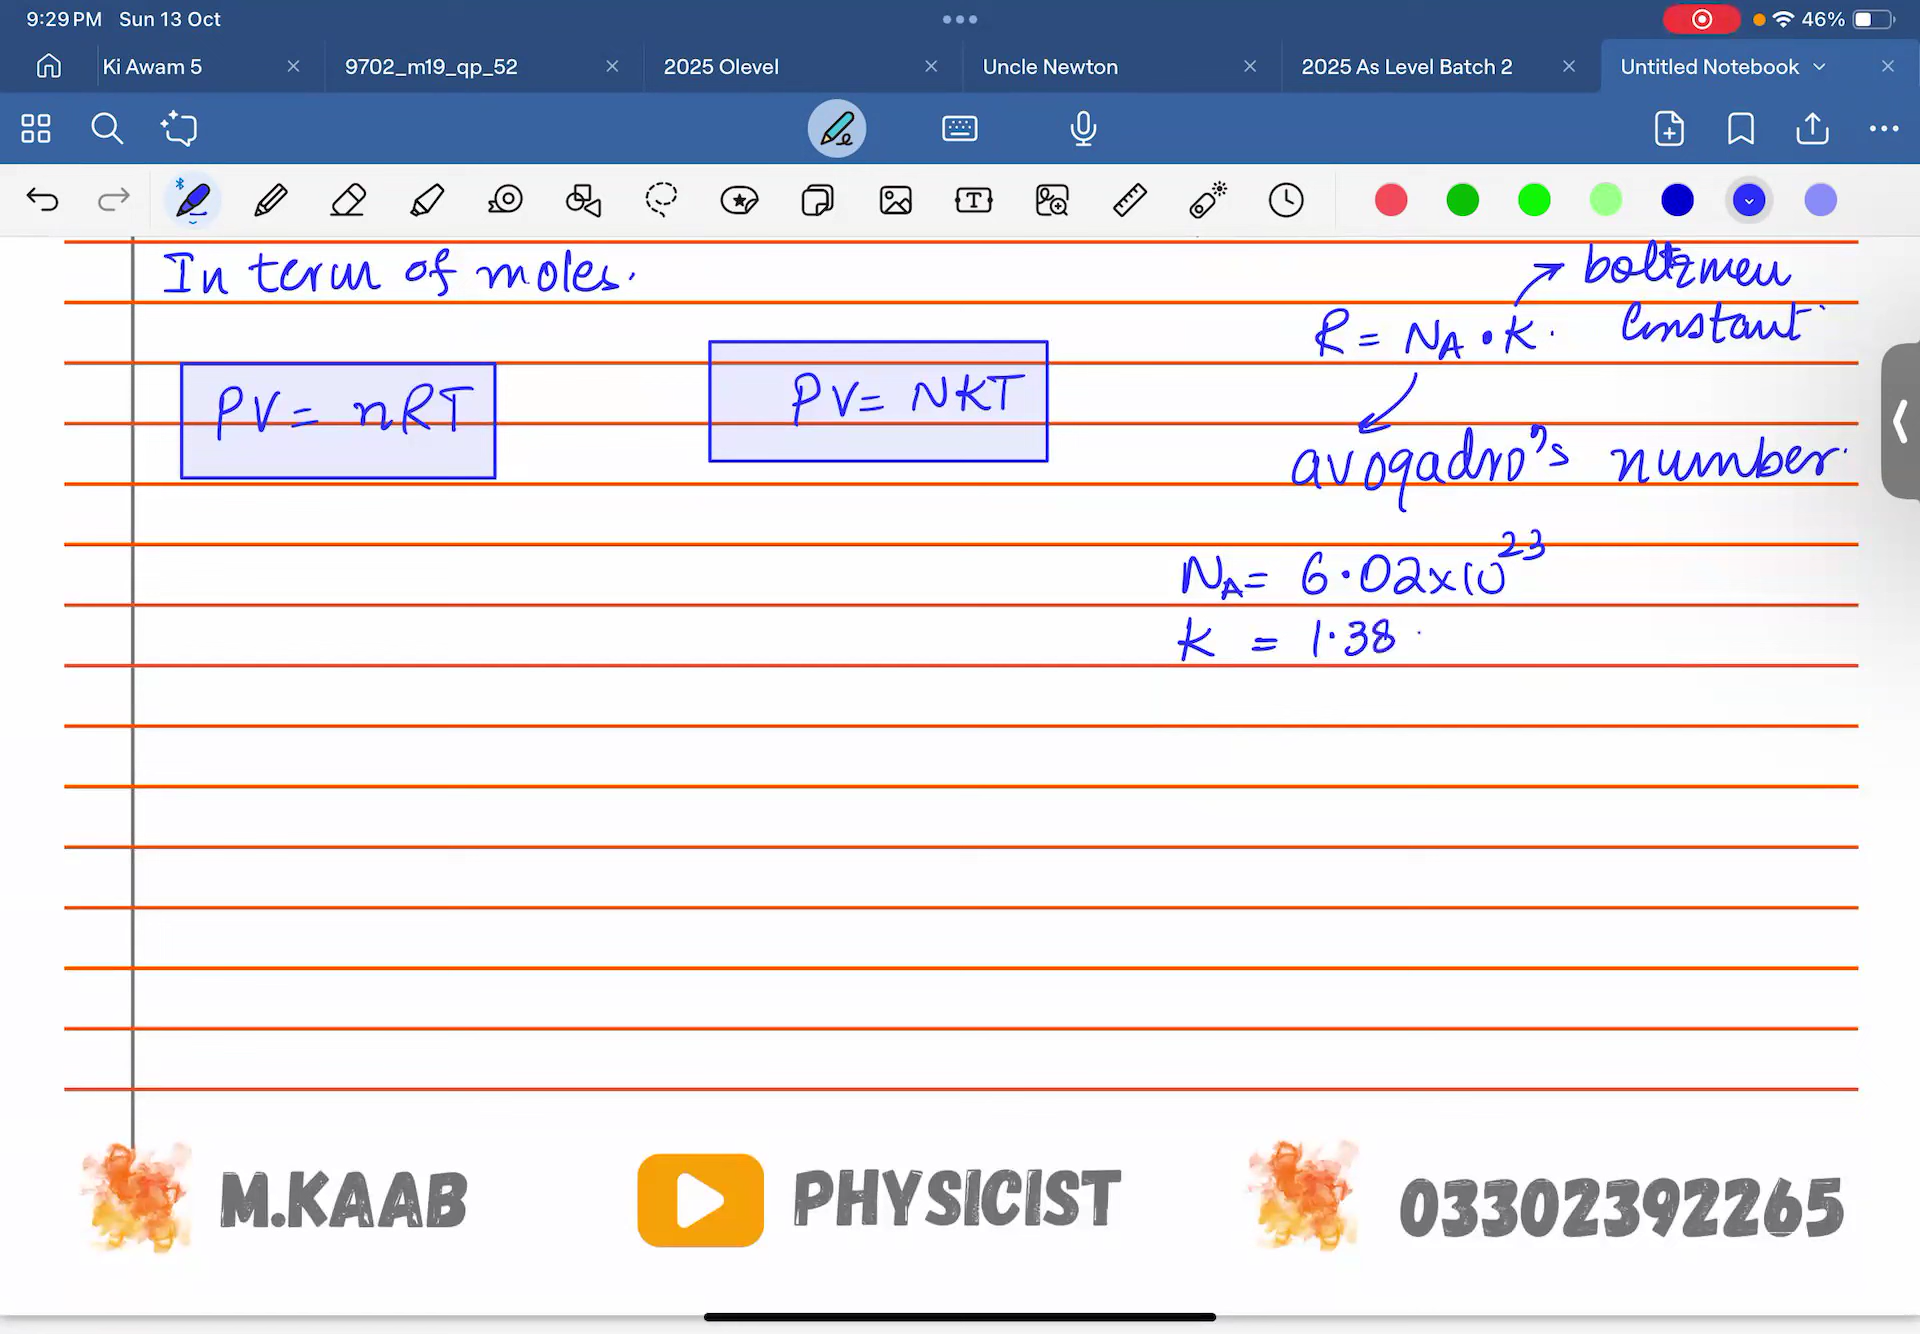 9:29 PM Sun 13 Oct
46%
Ki Awam 5
9702_m19_qp_52
2025 Olevel
Uncle Newton
2025 As Level Batch 2
Untitled Notebook
In term of moles.
boltzmen
R = NA • K.
Constant
PV = nRT
PV = NKT
avogadro's number.
NA = 6.02x10²³
K = 1.38
M.KAAB
PHYSICIST
03302392265